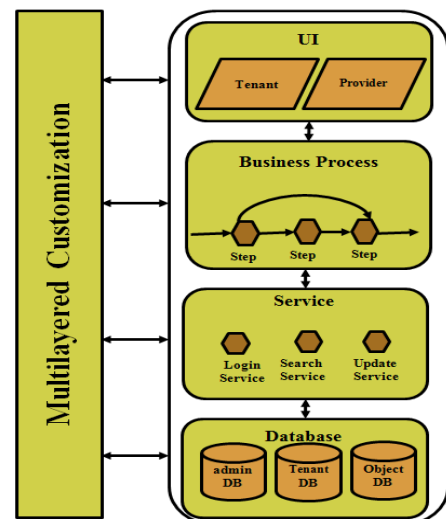 Multilayered Customization
UI
Tenant
Provider
Business Process
Step
Step
Step
Service
Login
Service
Search
Service
Update
Service
Database
admin
DB
Tenant
DB
Object
DB